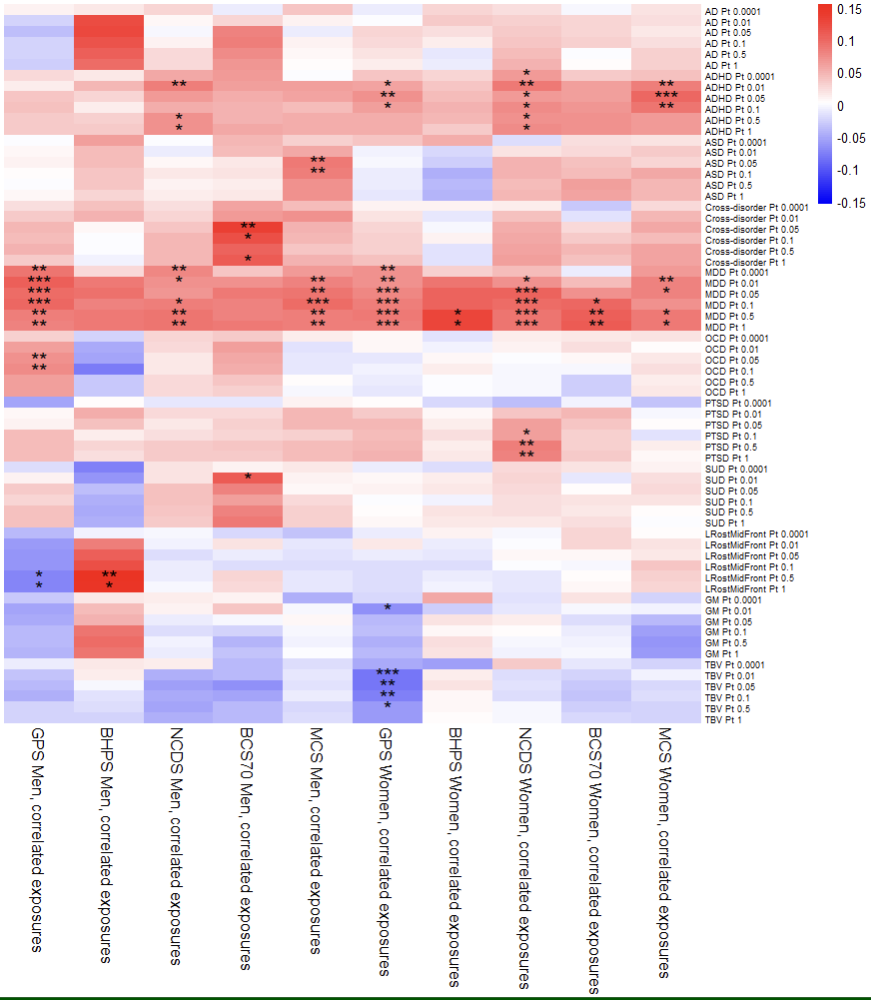 AD Pt 0.0001
AD Pt 0.01
AD Pt 0.05
AD Pt 0.1
AD Pt 0.5
AD Pt 1
ADHD Pt 0.0001
ADHD Pt 0.01
ADHD Pt 0.05
ADHD Pt 0.1
ADHD Pt 0.5
ADHD Pt 1
ASD Pt 0.0001
ASD Pt 0.01
ASD Pt 0.05
ASD Pt 0.1
ASD Pt 0.5
ASD Pt 1
Cross-disorder Pt 0.0001
Cross-disorder Pt 0.01
Cross-disorder Pt 0.05
Cross-disorder Pt 0.1
Cross-disorder Pt 0.5
Cross-disorder Pt 1
MDD Pt 0.0001
MDD Pt 0.01
MDD Pt 0.05
MDD Pt 0.1
MDD Pt 0.5
MDD Pt 1
OCD Pt 0.0001
OCD Pt 0.01
OCD Pt 0.05
OCD Pt 0.1
OCD Pt 0.5
OCD Pt 1
PTSD Pt 0.0001
PTSD Pt 0.01
PTSD Pt 0.05
PTSD Pt 0.1
PTSD Pt 0.5
PTSD Pt 1
SUD Pt 0.0001
SUD Pt 0.01
SUD Pt 0.05
SUD Pt 0.1
SUD Pt 0.5
SUD Pt 1
LRostMidFront Pt 0.0001
LRostMidFront Pt 0.01
LRostMidFront Pt 0.05
LRostMidFront Pt 0.1
LRostMidFront Pt 0.5
LRostMidFront Pt 1
GM Pt 0.0001
GM Pt 0.01
GM Pt 0.05
GM Pt 0.1
GM Pt 0.5
GM Pt 1
TBV Pt 0.0001
TBV Pt 0.01
TBV Pt 0.05
TBV Pt 0.1
TBV Pt 0.5
TBV Pt 1
0.15
0.1
0.05
0
-0.05
-0.1
-0.15
GPS Men, correlated exposures
BHPS Men, correlated exposures
NCDS Men, correlated exposures
BCS70 Men, correlated exposures
MCS Men, correlated exposures
GPS Women, correlated exposures
BHPS Women, correlated exposures
NCDS Women, correlated exposures
BCS70 Women, correlated exposures
MCS Women, correlated exposures